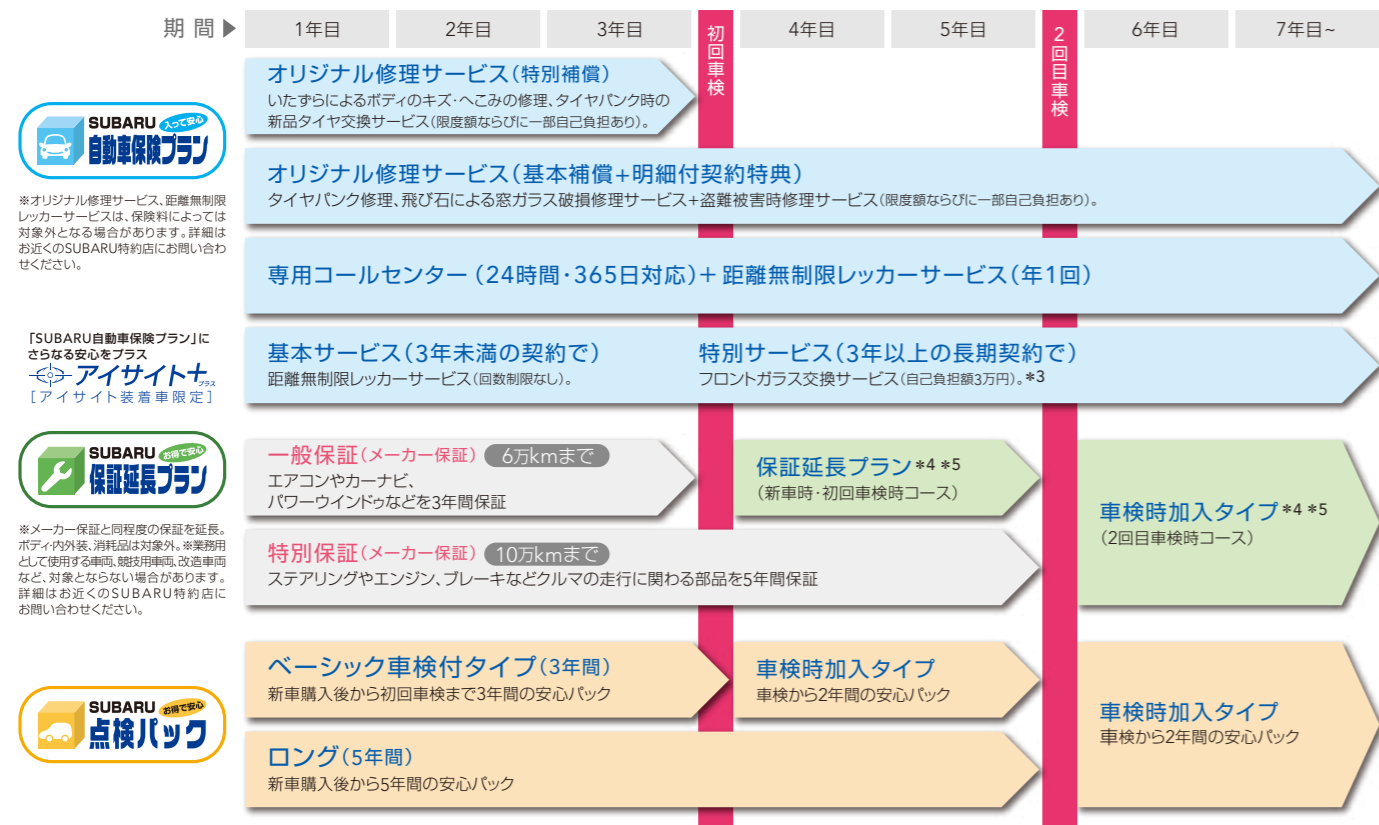 期間▶
1年目
2年目
3年目
初回車検
4年目
5年目
2回目車検
6年目
7年目~
SUBARU 入って安心
自動車保険プラン
※オリジナル修理サービス、距離無制限
レッカーサービスは、保険料によっては
対象外となる場合があります。詳細は
お近くのSUBARU特約店にお問い合わ
せください。
オリジナル修理サービス(特別補償)
いたずらによるボディのキズ・へこみの修理、タイヤパンク時の
新品タイヤ交換サービス(限度額ならびに一部自己負担あり)。
オリジナル修理サービス(基本補償+明細付契約特典)
タイヤパンク修理、飛び石による窓ガラス破損修理サービス+盗難被害時修理サービス(限度額ならびに一部自己負担あり)。
専用コールセンター(24時間・365日対応)+距離無制限レッカーサービス(年1回)
「SUBARU自動車保険プラン」に
さらなる安心をプラス
アイサイト+プラス
[アイサイト装着車限定]
基本サービス(3年未満の契約で)
距離無制限レッカーサービス(回数制限なし)。
特別サービス(3年以上の長期契約で)
フロントガラス交換サービス(自己負担額3万円)。*3
SUBARU お得で安心
保証延長プラン
※メーカー保証と同程度の保証を延長。
ボディ・内外装、消耗品は対象外。※業務用
として使用する車両、競技用車両、改造車両
など、対象とならない場合があります。
詳細はお近くのSUBARU特約店に
お問い合わせください。
一般保証(メーカー保証) 6万kmまで
エアコンやカーナビ、
パワーウインドゥなどを3年間保証
特別保証(メーカー保証) 10万kmまで
ステアリングやエンジン、ブレーキなどクルマの走行に関わる部品を5年間保証
保証延長プラン*4 *5
(新車時・初回車検時コース)
車検時加入タイプ*4 *5
(2回目車検時コース)
SUBARU お得で安心
点検パック
ベーシック車検付タイプ(3年間)
新車購入後から初回車検まで3年間の安心パック
車検時加入タイプ
車検から2年間の安心パック
ロング(5年間)
新車購入後から5年間の安心パック
車検時加入タイプ
車検から2年間の安心パック